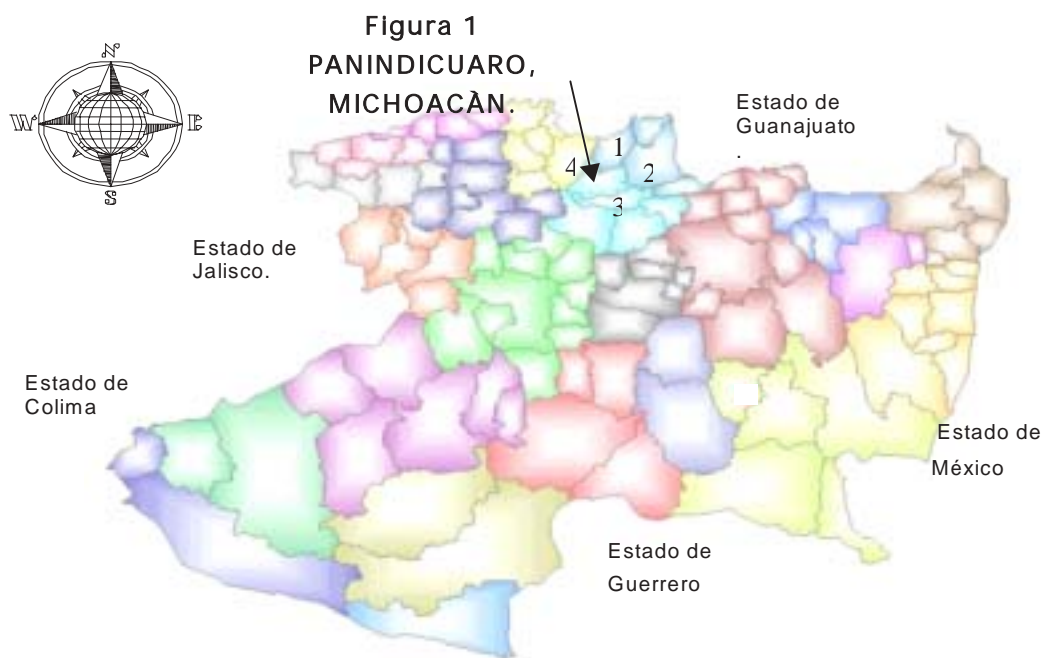 Figura 1
PANINDICUARO,
MICHOACÀN.
N
W
E
S
Estado de
Guanajuato
.
1
4
2
3
Estado de
Jalisco.
Estado de
Colima
Estado de
México
Estado de
Guerrero